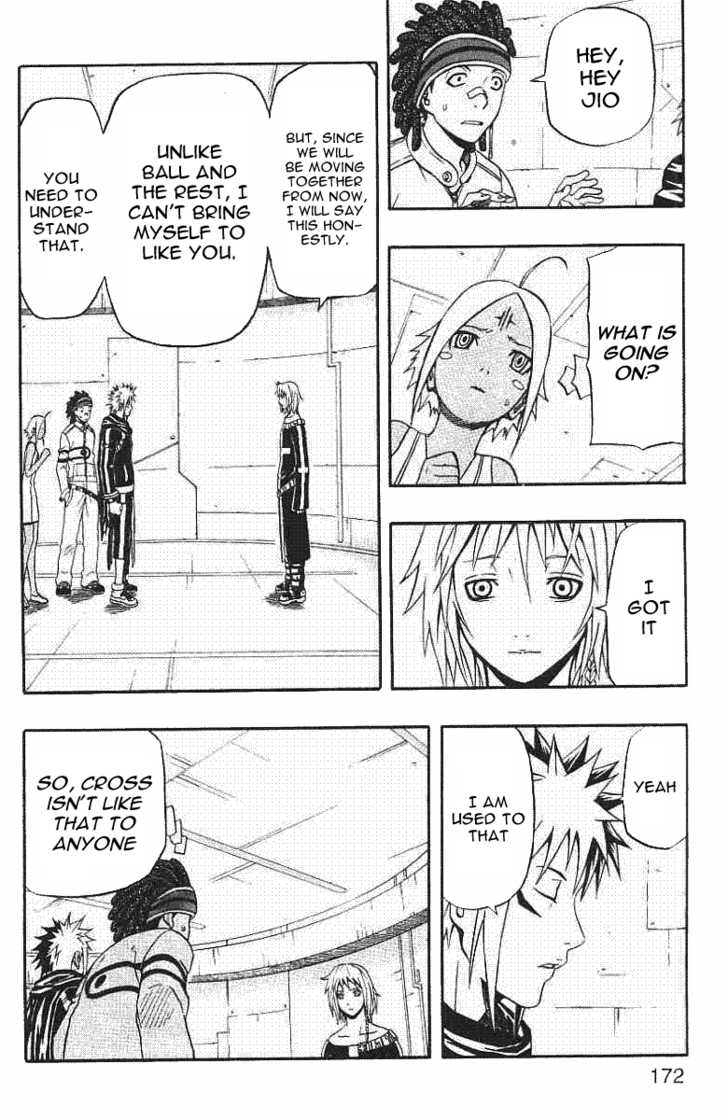 HEY,
HEY
JIO
WHAT IS
GOING
ON?
I
GOT
IT
BUT, SINCE
WE WILL
BE MOVING
TOGETHER
FROM NOW,
I WILL SAY
THIS HON-
ESTLY.
UNLIKE
BALL AND
THE REST, I
CAN'T BRING
MYSELF TO
LIKE YOU.
YOU
NEED TO
UNDER-
STAND
THAT.
YEAH
I AM
USED TO
THAT
SO, CROSS
ISN'T LIKE
THAT TO
ANYONE
172